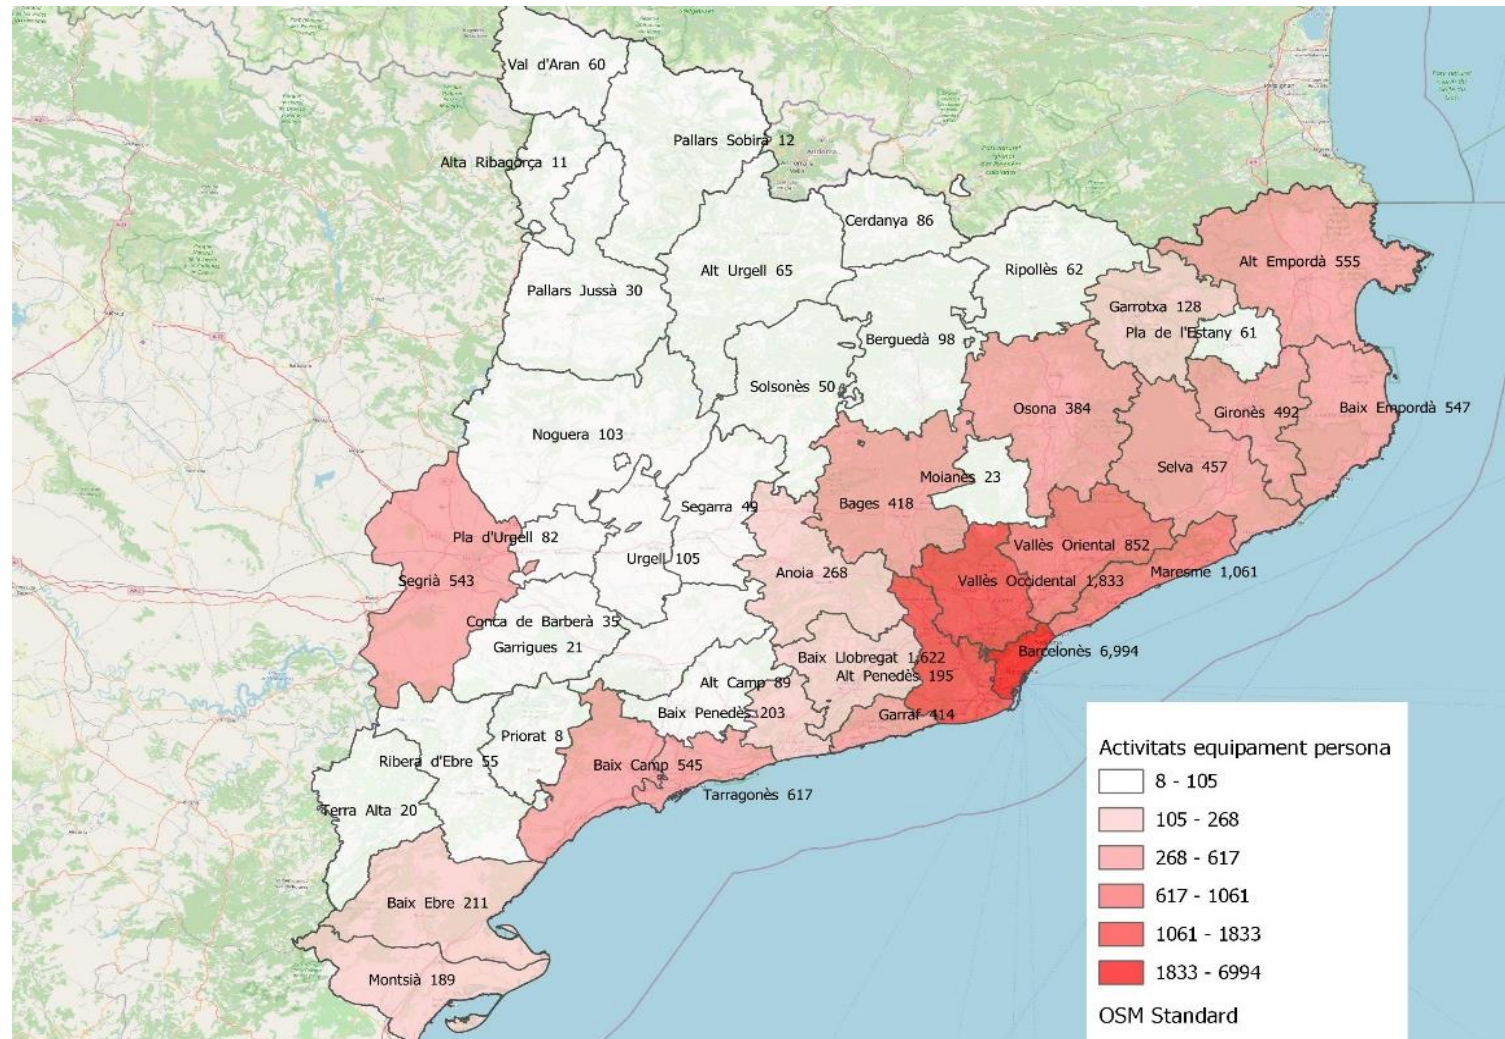 Val d'Aran 60
Pallars Sobirà 12
Alta Ribagorça 11
Cerdanya 86
Ripollès 62
Alt Empordà 555
Alt Urgell 65
Pallars Jussà 30
Garrotxa 128
Pla de l'Estany 61
Berguedà 98
Solsonès 50
Osona 384
Gironès 492
Baix Empordà 547
Noguera 103
Selva 457
Moianès 23
Bages 418
Segarra 49
Pla d'Urgell 82
Urgell 105
Vallès Oriental 852
Segrià 543
Anoia 268
Vallès Occidental 1,833
Maresme 1,061
Conca de Barberà 35
Garrigues 21
Baix Llobregat 1,622
Barcelonès 6,994
Alt Penedès 195
Alt Camp 89
Baix Penedès 203
Garraf 414
Priorat 8
Ribera d'Ebre 55
Baix Camp 545
Tarragonès 617
Terra Alta 20
Baix Ebre 211
Montsià 189
Activitats equipament persona
8 - 105
105 - 268
268 - 617
617 - 1061
1061 - 1833
1833 - 6994
OSM Standard